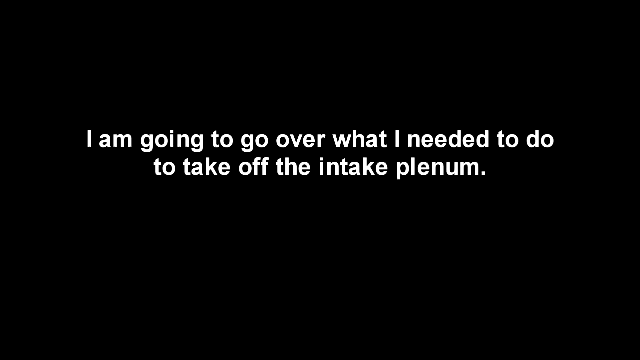 I am going to go over what I needed to do
to take off the intake plenum.